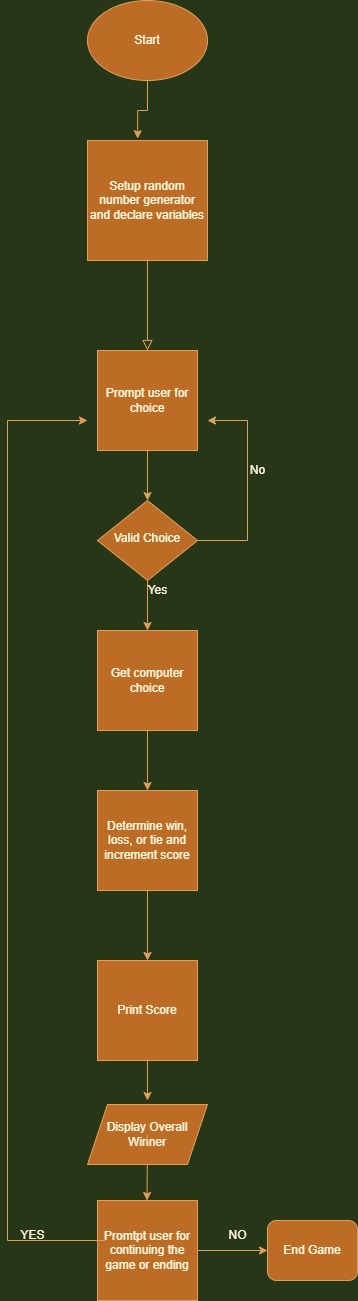 Start
Setup random
number generator
and declare variables
Prompt user for
choice
No
Valid Choice
Yes
Get computer
choice
Determine win,
loss, or tie and
increment score
Print Score
Display Overall
Winner
YES
Promtpt user for
continuing the
game or ending
NO
End Game